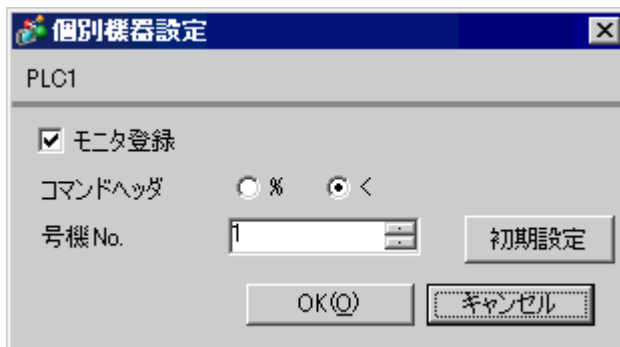 個別機器設定
PLC1
モニタ登録
コマンドヘッダ % <
号機No. 1 初期設定
OK(O) キャンセル